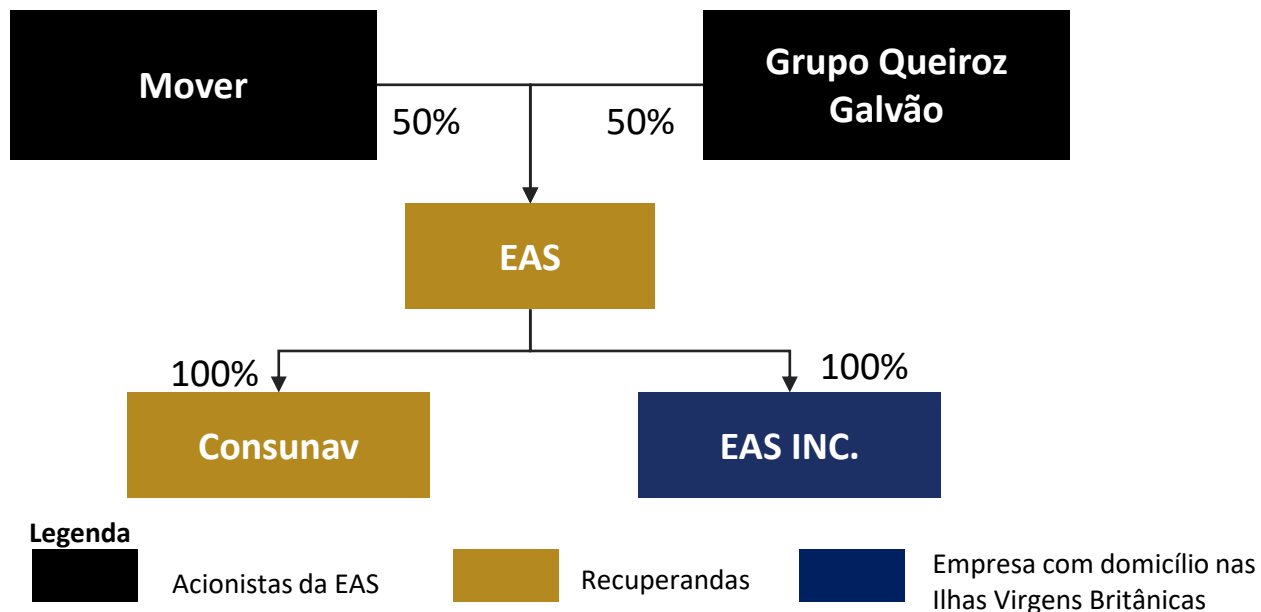 Mover
Grupo Queiroz
Galvão
50%
50%
EAS
100%
100%
Consunav
EAS INC.
Legenda
Acionistas da EAS
Recuperandas
Empresa com domicílio nas
Ilhas Virgens Britânicas